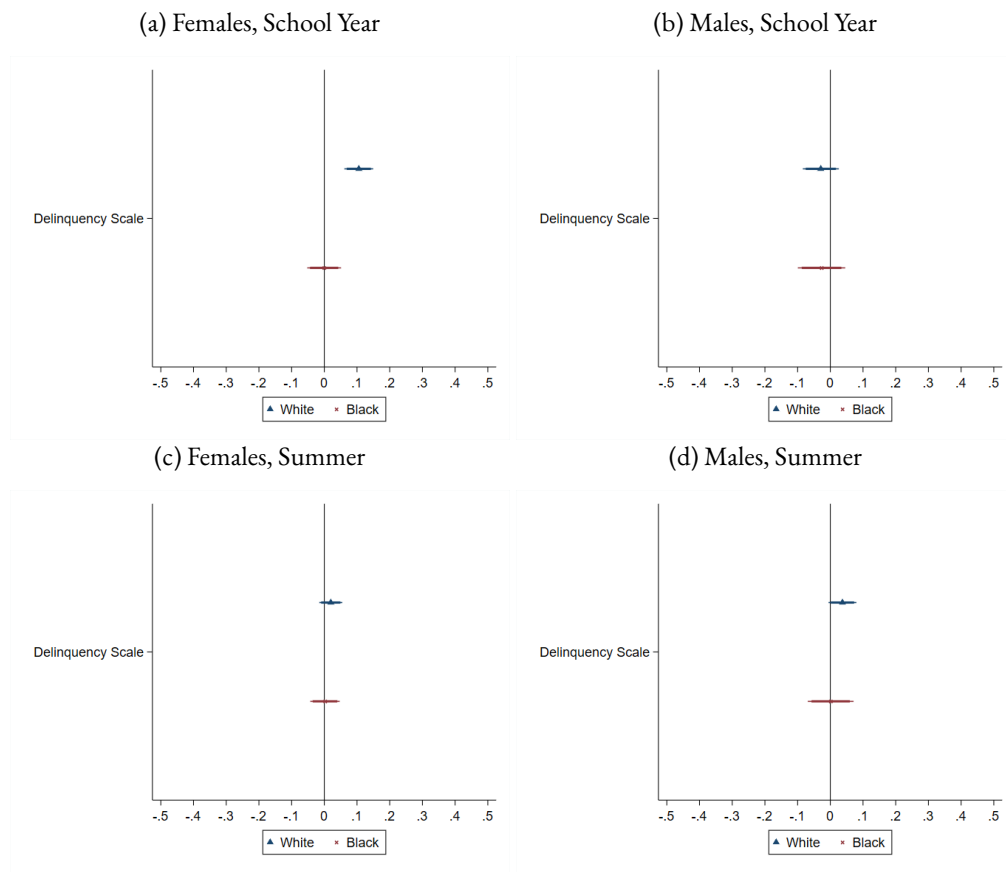 (a) Females, School Year
Delinquency Scale
-.5 -.4 -.3 -.2 -.1 0 .1 .2 .3 .4 .5
White Black
(b) Males, School Year
Delinquency Scale
-.5 -.4 -.3 -.2 -.1 0 .1 .2 .3 .4 .5
White Black
(c) Females, Summer
Delinquency Scale
-.5 -.4 -.3 -.2 -.1 0 .1 .2 .3 .4 .5
White Black
(d) Males, Summer
Delinquency Scale
-.5 -.4 -.3 -.2 -.1 0 .1 .2 .3 .4 .5
White Black